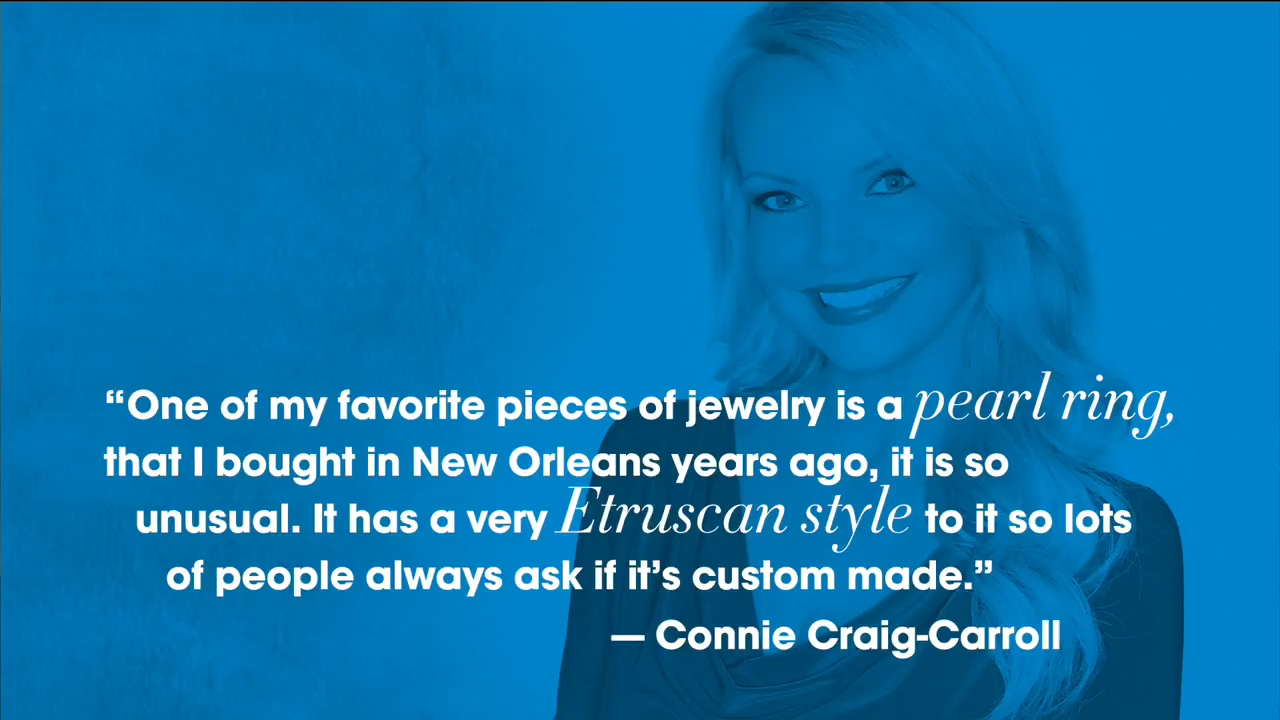 “One of my favorite pieces of jewelry is a pearl ring,
that I bought in New Orleans years ago, it is so
unusual. It has a very Etruscan style to it so lots
of people always ask if it’s custom made.”
— Connie Craig-Carroll